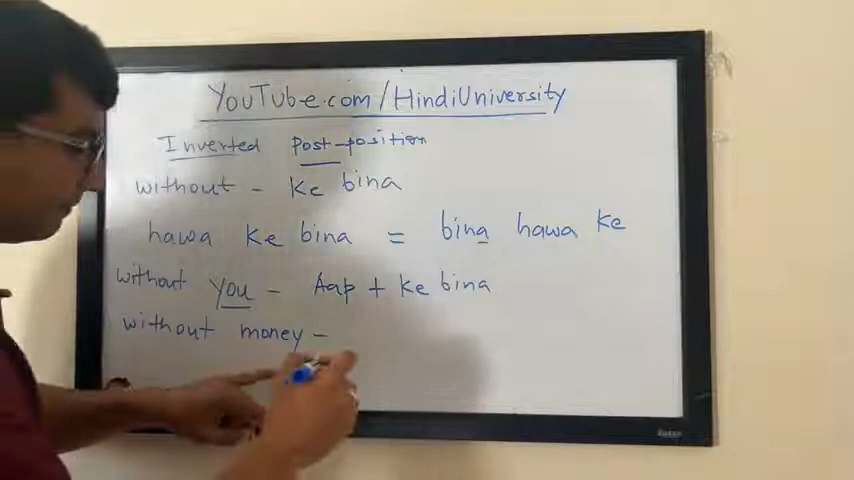 YouTube.com/HindiUniversity
Inverted Post-position
without - ke bina
hawa ke bina = bina hawa ke
without you - Aap + ke bina
without money -